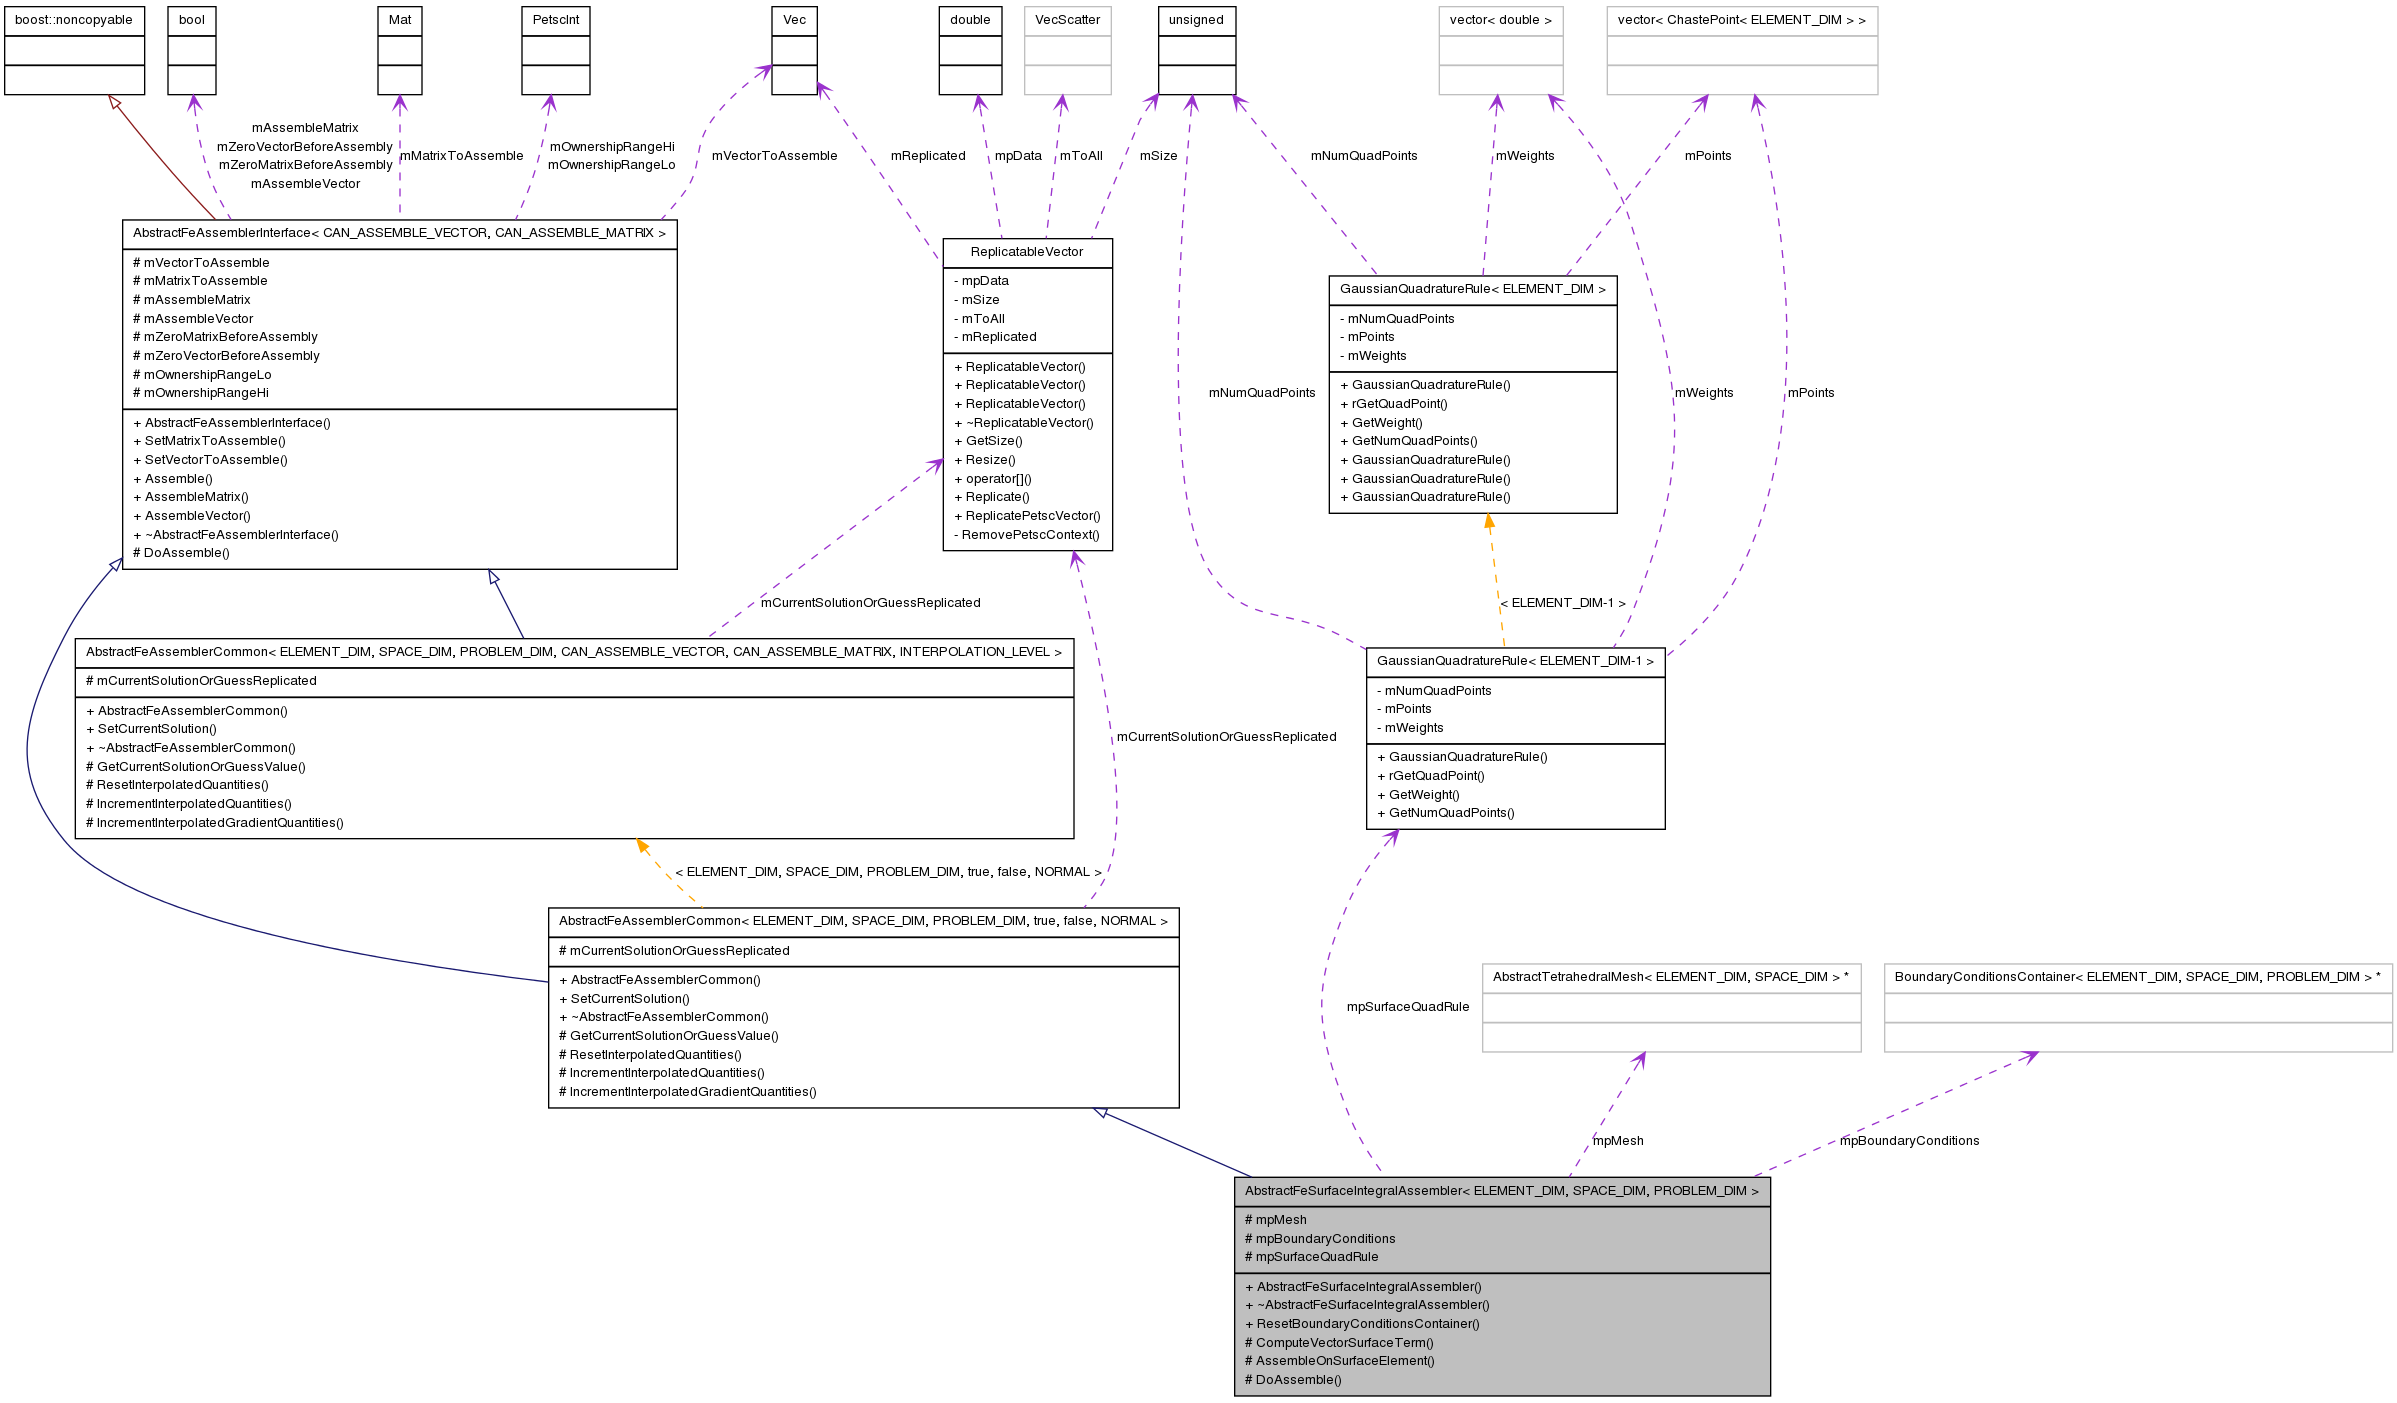 boost::noncopyable
bool
Mat
PetscInt
Vec
double
VecScatter
unsigned
vector< double >
vector< ChastePoint< ELEMENT_DIM > >
mAssembleMatrix
mZeroVectorBeforeAssembly
mZeroMatrixBeforeAssembly
mAssembleVector
mMatrixToAssemble
mOwnershipRangeHi
mOwnershipRangeLo
mVectorToAssemble
mReplicated
mpData
mToAll
mSize
mNumQuadPoints
mWeights
mPoints
AbstractFeAssemblerInterface< CAN_ASSEMBLE_VECTOR, CAN_ASSEMBLE_MATRIX >
# mVectorToAssemble
# mMatrixToAssemble
# mAssembleMatrix
# mAssembleVector
# mZeroMatrixBeforeAssembly
# mZeroVectorBeforeAssembly
# mOwnershipRangeLo
# mOwnershipRangeHi
+ AbstractFeAssemblerInterface()
+ SetMatrixToAssemble()
+ SetVectorToAssemble()
+ Assemble()
+ AssembleMatrix()
+ AssembleVector()
+ ~AbstractFeAssemblerInterface()
# DoAssemble()
ReplicatableVector
- mpData
- mSize
- mToAll
- mReplicated
+ ReplicatableVector()
+ ReplicatableVector()
+ ReplicatableVector()
+ ~ReplicatableVector()
+ GetSize()
+ Resize()
+ operator[]()
+ Replicate()
+ ReplicatePetscVector()
- RemovePetscContext()
GaussianQuadratureRule< ELEMENT_DIM >
- mNumQuadPoints
- mPoints
- mWeights
+ GaussianQuadratureRule()
+ rGetQuadPoint()
+ GetWeight()
+ GetNumQuadPoints()
+ GaussianQuadratureRule()
+ GaussianQuadratureRule()
+ GaussianQuadratureRule()
mNumQuadPoints
mWeights
mPoints
mCurrentSolutionOrGuessReplicated
< ELEMENT_DIM-1 >
AbstractFeAssemblerCommon< ELEMENT_DIM, SPACE_DIM, PROBLEM_DIM, CAN_ASSEMBLE_VECTOR, CAN_ASSEMBLE_MATRIX, INTERPOLATION_LEVEL >
# mCurrentSolutionOrGuessReplicated
+ AbstractFeAssemblerCommon()
+ SetCurrentSolution()
+ ~AbstractFeAssemblerCommon()
# GetCurrentSolutionOrGuessValue()
# ResetInterpolatedQuantities()
# IncrementInterpolatedQuantities()
# IncrementInterpolatedGradientQuantities()
GaussianQuadratureRule< ELEMENT_DIM-1 >
- mNumQuadPoints
- mPoints
- mWeights
+ GaussianQuadratureRule()
+ rGetQuadPoint()
+ GetWeight()
+ GetNumQuadPoints()
mCurrentSolutionOrGuessReplicated
< ELEMENT_DIM, SPACE_DIM, PROBLEM_DIM, true, false, NORMAL >
AbstractFeAssemblerCommon< ELEMENT_DIM, SPACE_DIM, PROBLEM_DIM, true, false, NORMAL >
# mCurrentSolutionOrGuessReplicated
+ AbstractFeAssemblerCommon()
+ SetCurrentSolution()
+ ~AbstractFeAssemblerCommon()
# GetCurrentSolutionOrGuessValue()
# ResetInterpolatedQuantities()
# IncrementInterpolatedQuantities()
# IncrementInterpolatedGradientQuantities()
mpSurfaceQuadRule
AbstractTetrahedralMesh< ELEMENT_DIM, SPACE_DIM > *
BoundaryConditionsContainer< ELEMENT_DIM, SPACE_DIM, PROBLEM_DIM > *
mpMesh
mpBoundaryConditions
AbstractFeSurfaceIntegralAssembler< ELEMENT_DIM, SPACE_DIM, PROBLEM_DIM >
# mpMesh
# mpBoundaryConditions
# mpSurfaceQuadRule
+ AbstractFeSurfaceIntegralAssembler()
+ ~AbstractFeSurfaceIntegralAssembler()
+ ResetBoundaryConditionsContainer()
# ComputeVectorSurfaceTerm()
# AssembleOnSurfaceElement()
# DoAssemble()